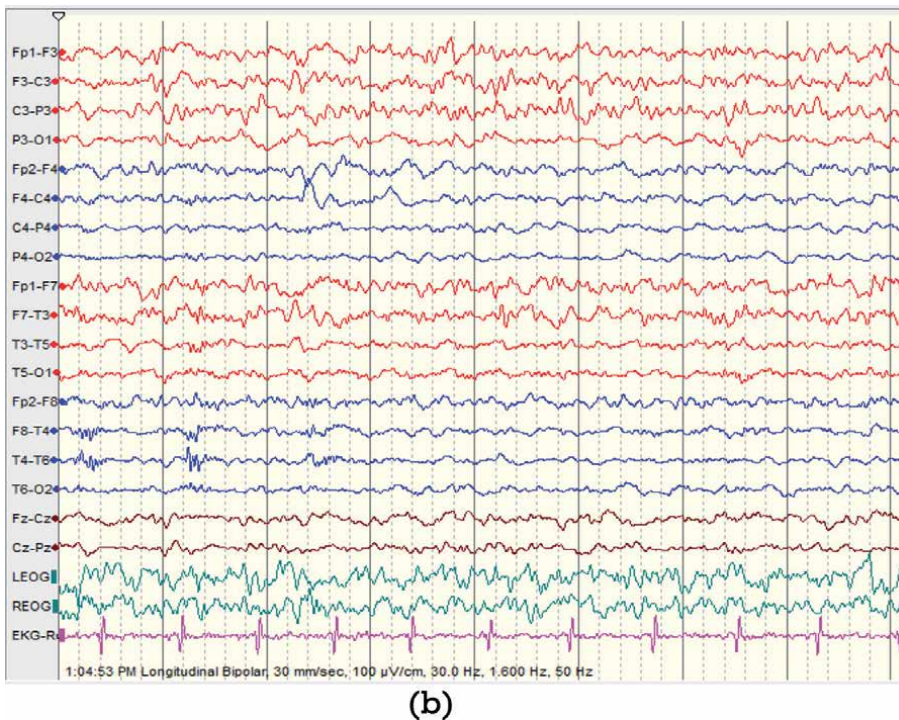 Fp1-F3
F3-C3
C3-P3
P3-O1
Fp2-F4
F4-C4
C4-P4
P4-O2
Fp1-F7
F7-T3
T3-T5
T5-O1
Fp2-F8
F8-T4
T4-T6
T6-O2
Fz-Cz
Cz-Pz
LEOG
REOG
1:04:53 PM Longitudinal Bipolar, 30 mm/sec, 100 µV/cm, 30.0 Hz, 1.600 Hz, 50 Hz
(b)